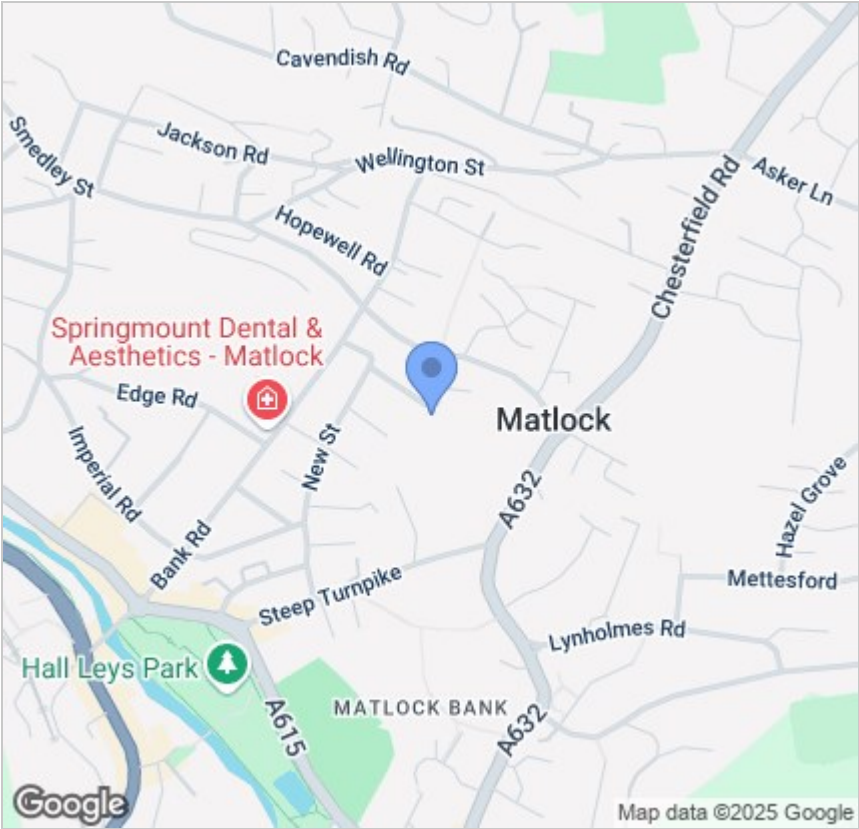 Cavendish Rd
Jackson Rd
Smedley St
Wellington St
Asker Ln
Hopewell Rd
Chesterfield Rd
Springmount Dental &
Aesthetics - Matlock
Edge Rd
Matlock
New St
Imperial Rd
A632
Hazel Grove
Bank Rd
Steep Turnpike
Mettesford
Lynholmes Rd
Hall Leys Park
MATLOCK BANK
A615
A632
Google
Map data ©2025 Google